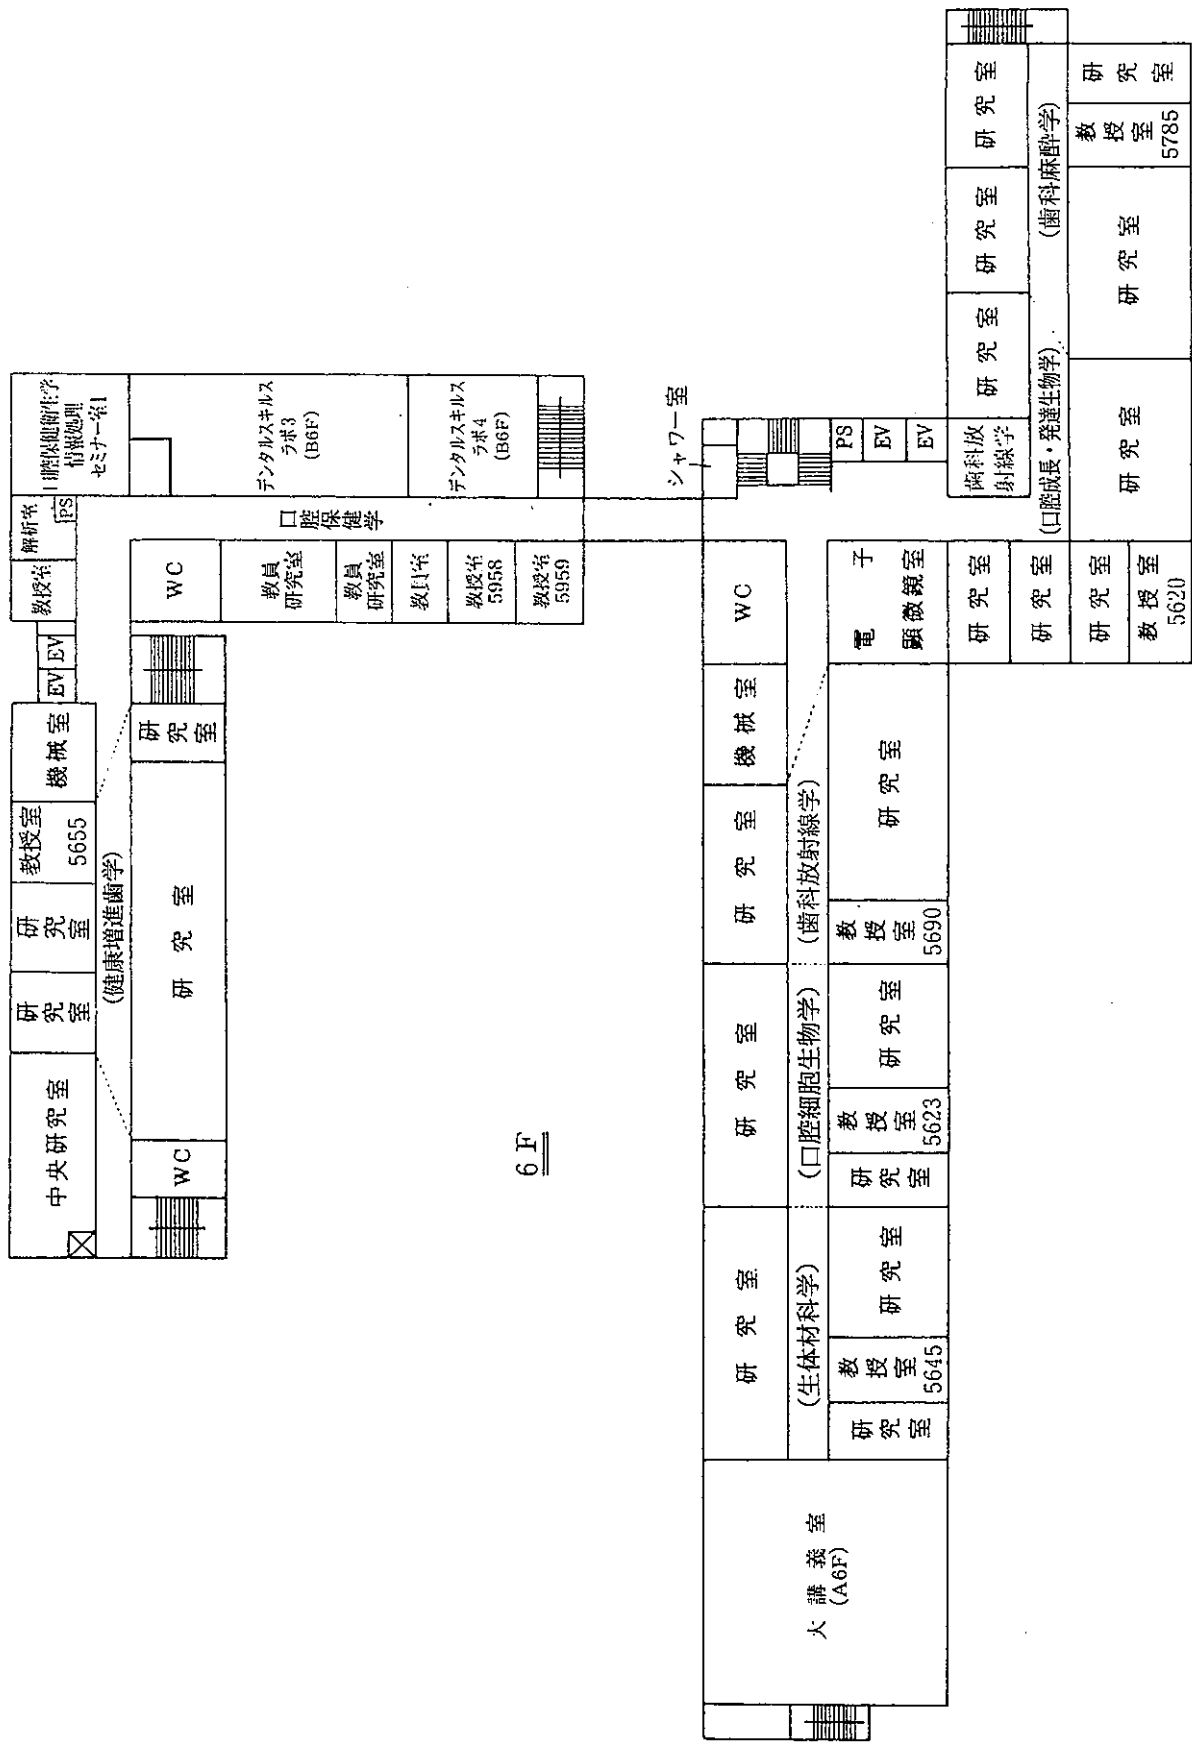 口腔保健衛生学
情報処理
セミナー室1
デンタルスキルス
ラボ3
(B6F)
デンタルスキルス
ラボ4
(B6F)
解析室
PS
教授室
EV
EV
口腔保健学
WC
教員
研究室
教員
研究室
教員室
教授室
5958
教授室
5959
機械室
教授室
5655
研究室
研究室
中央研究室
(健康増進歯学)
研究室
研究室
WC
6F
シャワー室
PS
EV
EV
歯科放
射線学
研究室
研究室
研究室
(口腔成長・発達生物学)
(歯科麻酔学)
研究室
教授室
5785
研究室
研究室
WC
機械室
研究室
研究室
研究室
(歯科放射線学)
(口腔細胞生物学)
(生体材料学)
電子
顕微鏡室
研究室
研究室
研究室
教授室
5620
研究室
教授室
5690
研究室
教授室
5623
研究室
研究室
教授室
5645
研究室
大講義室
(A6F)